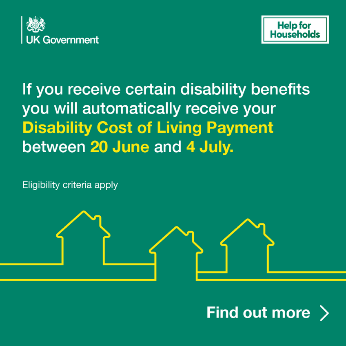 UK Government
Help for
Households
If you receive certain disability benefits
you will automatically receive your
Disability Cost of Living Payment
between 20 June and 4 July.
Eligibility criteria apply
Find out more